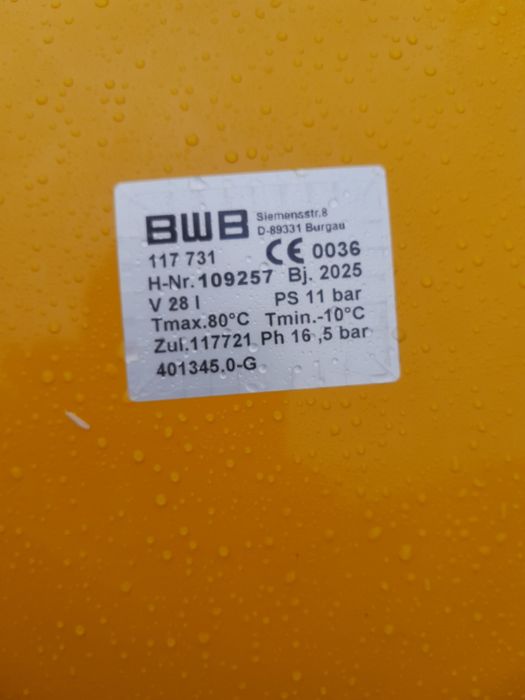 BWB Siemensstr.8
D-89331 Burgau
117 731 CE 0036
H-Nr. 109257 Bj. 2025
V 28 l PS 11 bar
Tmax.80°C Tmin.-10°C
Zul.117721 Ph 16 ,5 bar
401345.0-G